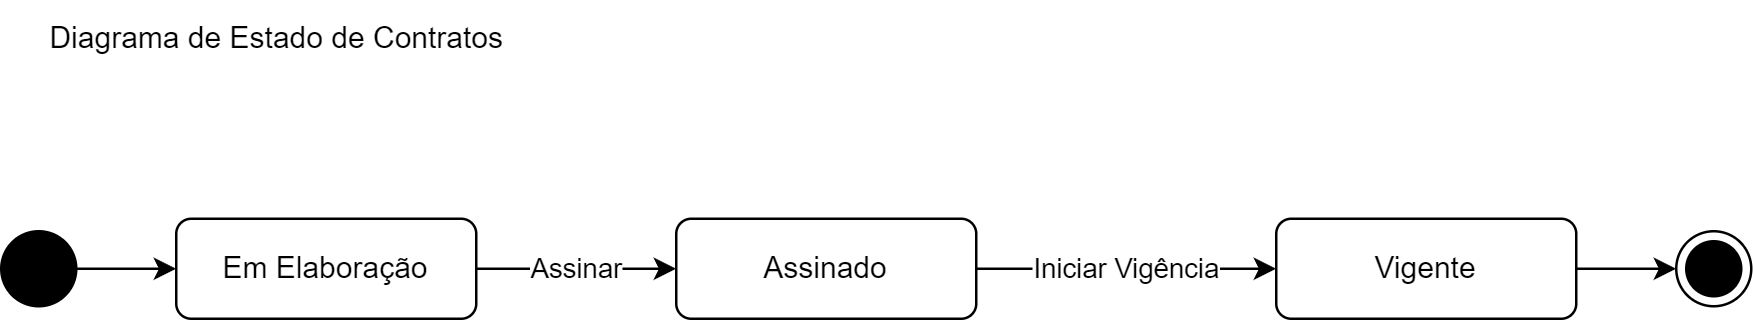 Diagrama de Estado de Contratos
Em Elaboração
Assinar
Assinado
Iniciar Vigência
Vigente